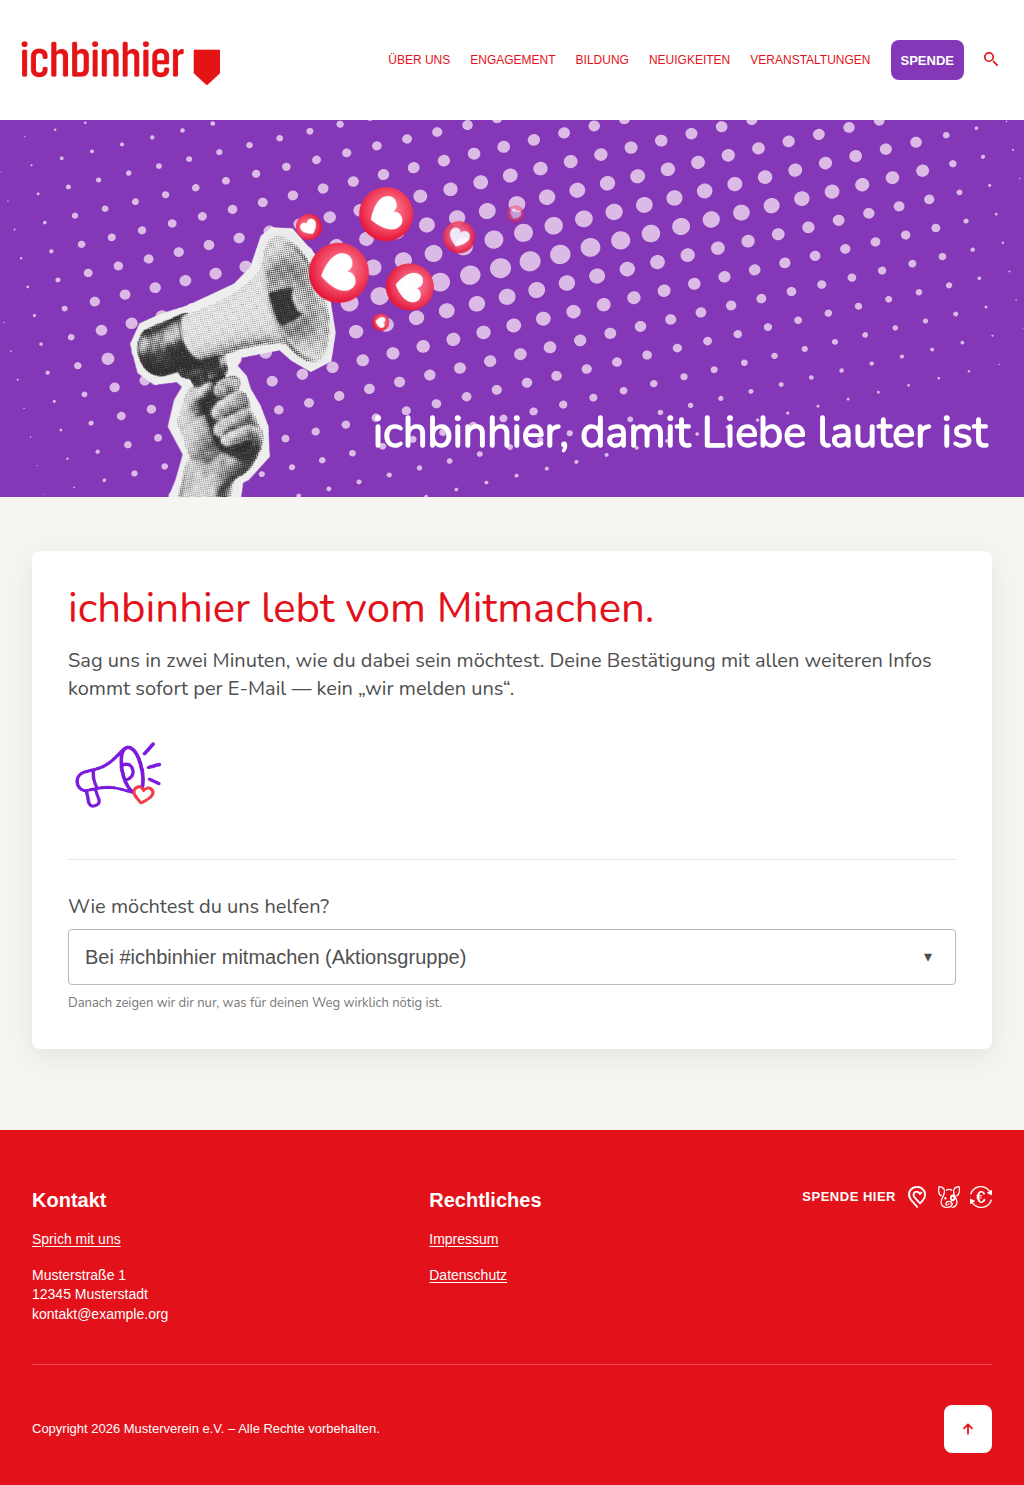 ichbinhier
ÜBER UNS ENGAGEMENT BILDUNG NEUIGKEITEN VERANSTALTUNGEN SPENDE
ichbinhier, damit Liebe lauter ist
ichbinhier lebt vom Mitmachen.
Sag uns in zwei Minuten, wie du dabei sein möchtest. Deine Bestätigung mit allen weiteren Infos
kommt sofort per E-Mail — kein „wir melden uns“.
Wie möchtest du uns helfen?
Bei #ichbinhier mitmachen (Aktionsgruppe)
Danach zeigen wir dir nur, was für deinen Weg wirklich nötig ist.
Kontakt
Sprich mit uns
Musterstraße 1
12345 Musterstadt
kontakt@example.org
Rechtliches
Impressum
Datenschutz
SPENDE HIER
Copyright 2026 Musterverein e.V. – Alle Rechte vorbehalten.